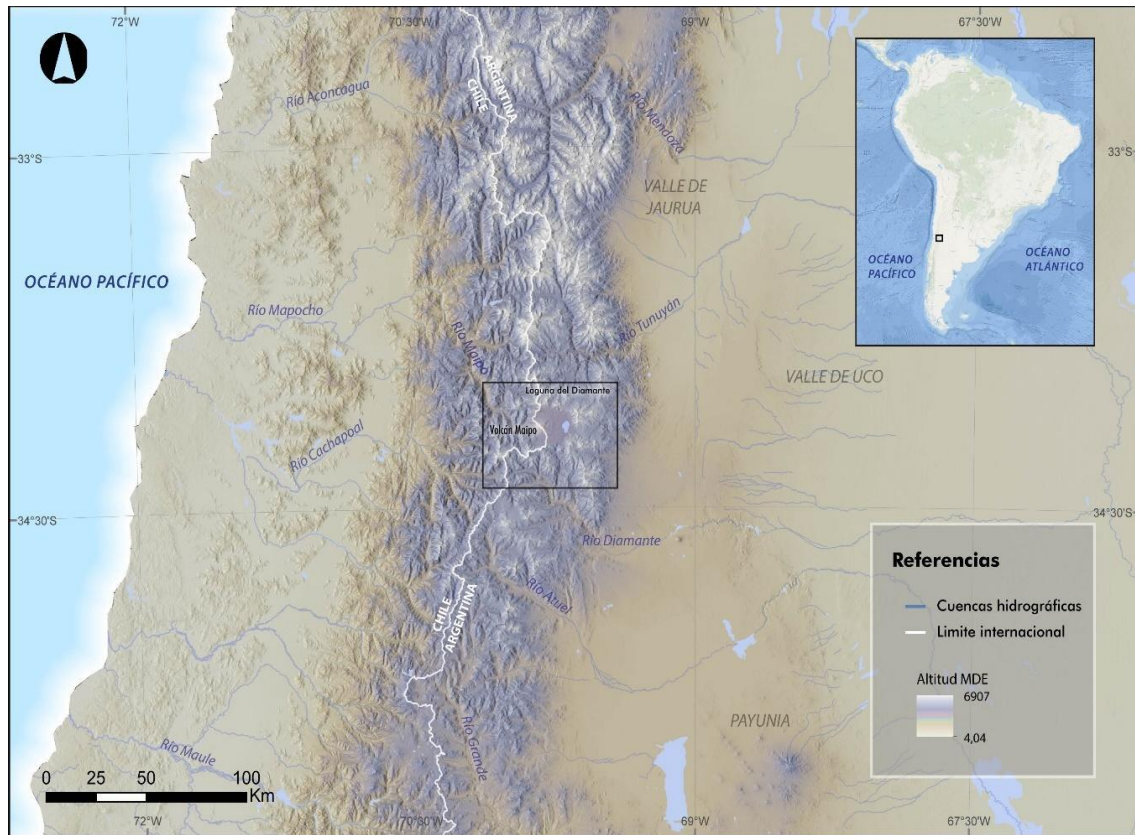 72°W
70°30'W
69°W
67°30'W
ARGENTINA
CHILE
Río Aconcagua
Río Mendoza
33°S
33°S
VALLE DE
JAURUA
OCÉANO PACÍFICO
OCÉANO
PACÍFICO
OCÉANO
ATLÁNTICO
Río Mapocho
Río Maipo
Río Tunuyán
VALLE DE UCO
Laguna del Diamante
Volcán Maipo
Río Cachapoal
34°30'S
34°30'S
Río Diamante
Río Atuel
CHILE
ARGENTINA
Referencias
Cuencas hidrográficas
Limite internacional
Altitud MDE
6907
4,04
PAYUNIA
Río Grande
Río Maule
0 25 50 100
Km
72°W
70°30'W
69°W
67°30'W